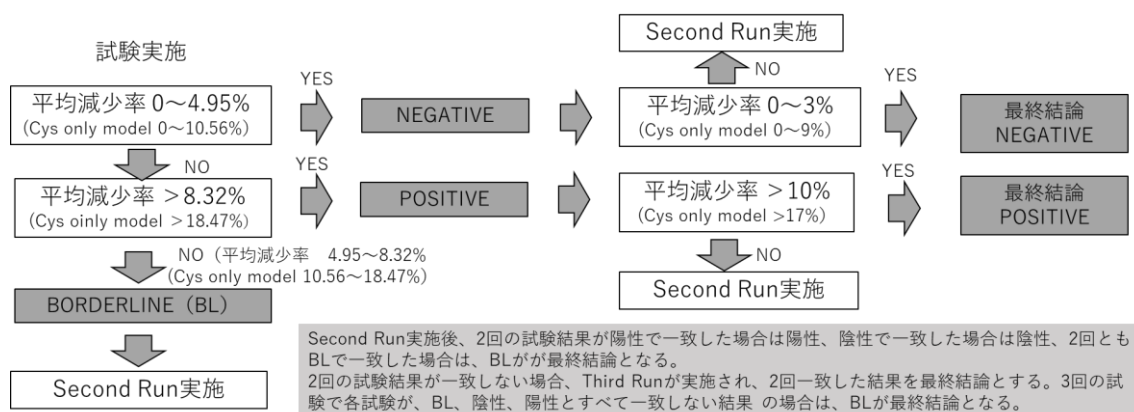 試験実施
平均減少率 0～4.95%
(Cys only model 0～10.56%)
YES
NEGATIVE
Second Run実施
NO
平均減少率 0～3%
(Cys only model 0～9%)
YES
最終結論
NEGATIVE
NO
平均減少率 >8.32%
(Cys oinly model >18.47%)
YES
POSITIVE
平均減少率 >10%
(Cys only model >17%)
YES
最終結論
POSITIVE
NO
Second Run実施
NO（平均減少率 4.95～8.32%
(Cys only model 10.56～18.47%)
BORDERLINE（BL）
Second Run実施
Second Run実施後、2回の試験結果が陽性で一致した場合は陽性、陰性で一致した場合は陰性、2回とも
BLで一致した場合は、BLがが最終結論となる。
2回の試験結果が一致しない場合、Third Runが実施され、2回一致した結果を最終結論とする。3回の試
験で各試験が、BL、陰性、陽性とすべて一致しない結果 の場合は、BLが最終結論となる。